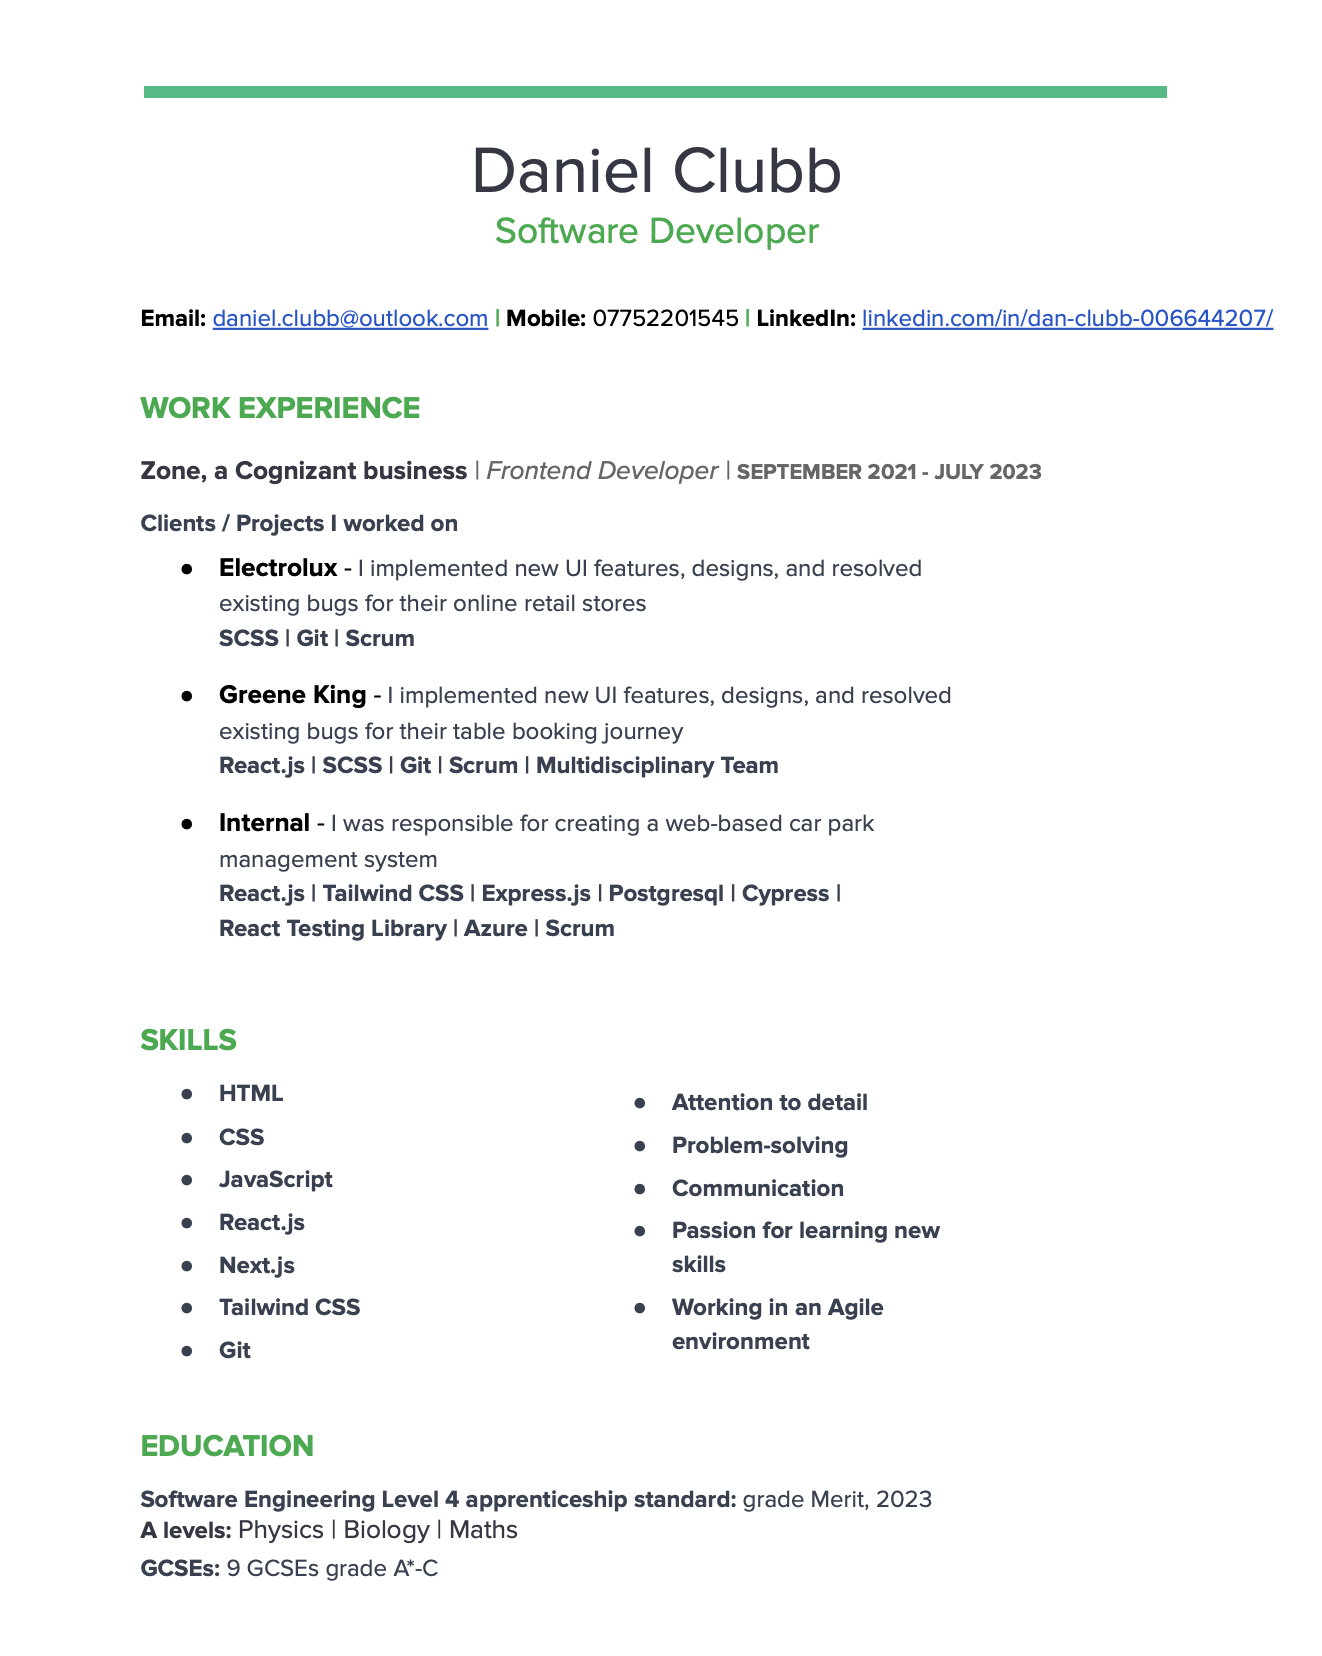 Daniel Clubb
Software Developer
Email: daniel.clubb@outlook.com | Mobile: 07752201545 | LinkedIn: linkedin.com/in/dan-clubb-006644207/
WORK EXPERIENCE
Zone, a Cognizant business | Frontend Developer | SEPTEMBER 2021 - JULY 2023
Clients / Projects I worked on
● Electrolux - I implemented new UI features, designs, and resolved
existing bugs for their online retail stores
SCSS | Git | Scrum
● Greene King - I implemented new UI features, designs, and resolved
existing bugs for their table booking journey
React.js | SCSS | Git | Scrum | Multidisciplinary Team
● Internal - I was responsible for creating a web-based car park
management system
React.js | Tailwind CSS | Express.js | Postgresql | Cypress |
React Testing Library | Azure | Scrum
SKILLS
● HTML
● CSS
● JavaScript
● React.js
● Next.js
● Tailwind CSS
● Git
● Attention to detail
● Problem-solving
● Communication
● Passion for learning new
skills
● Working in an Agile
environment
EDUCATION
Software Engineering Level 4 apprenticeship standard: grade Merit, 2023
A levels: Physics | Biology | Maths
GCSEs: 9 GCSEs grade A*-C